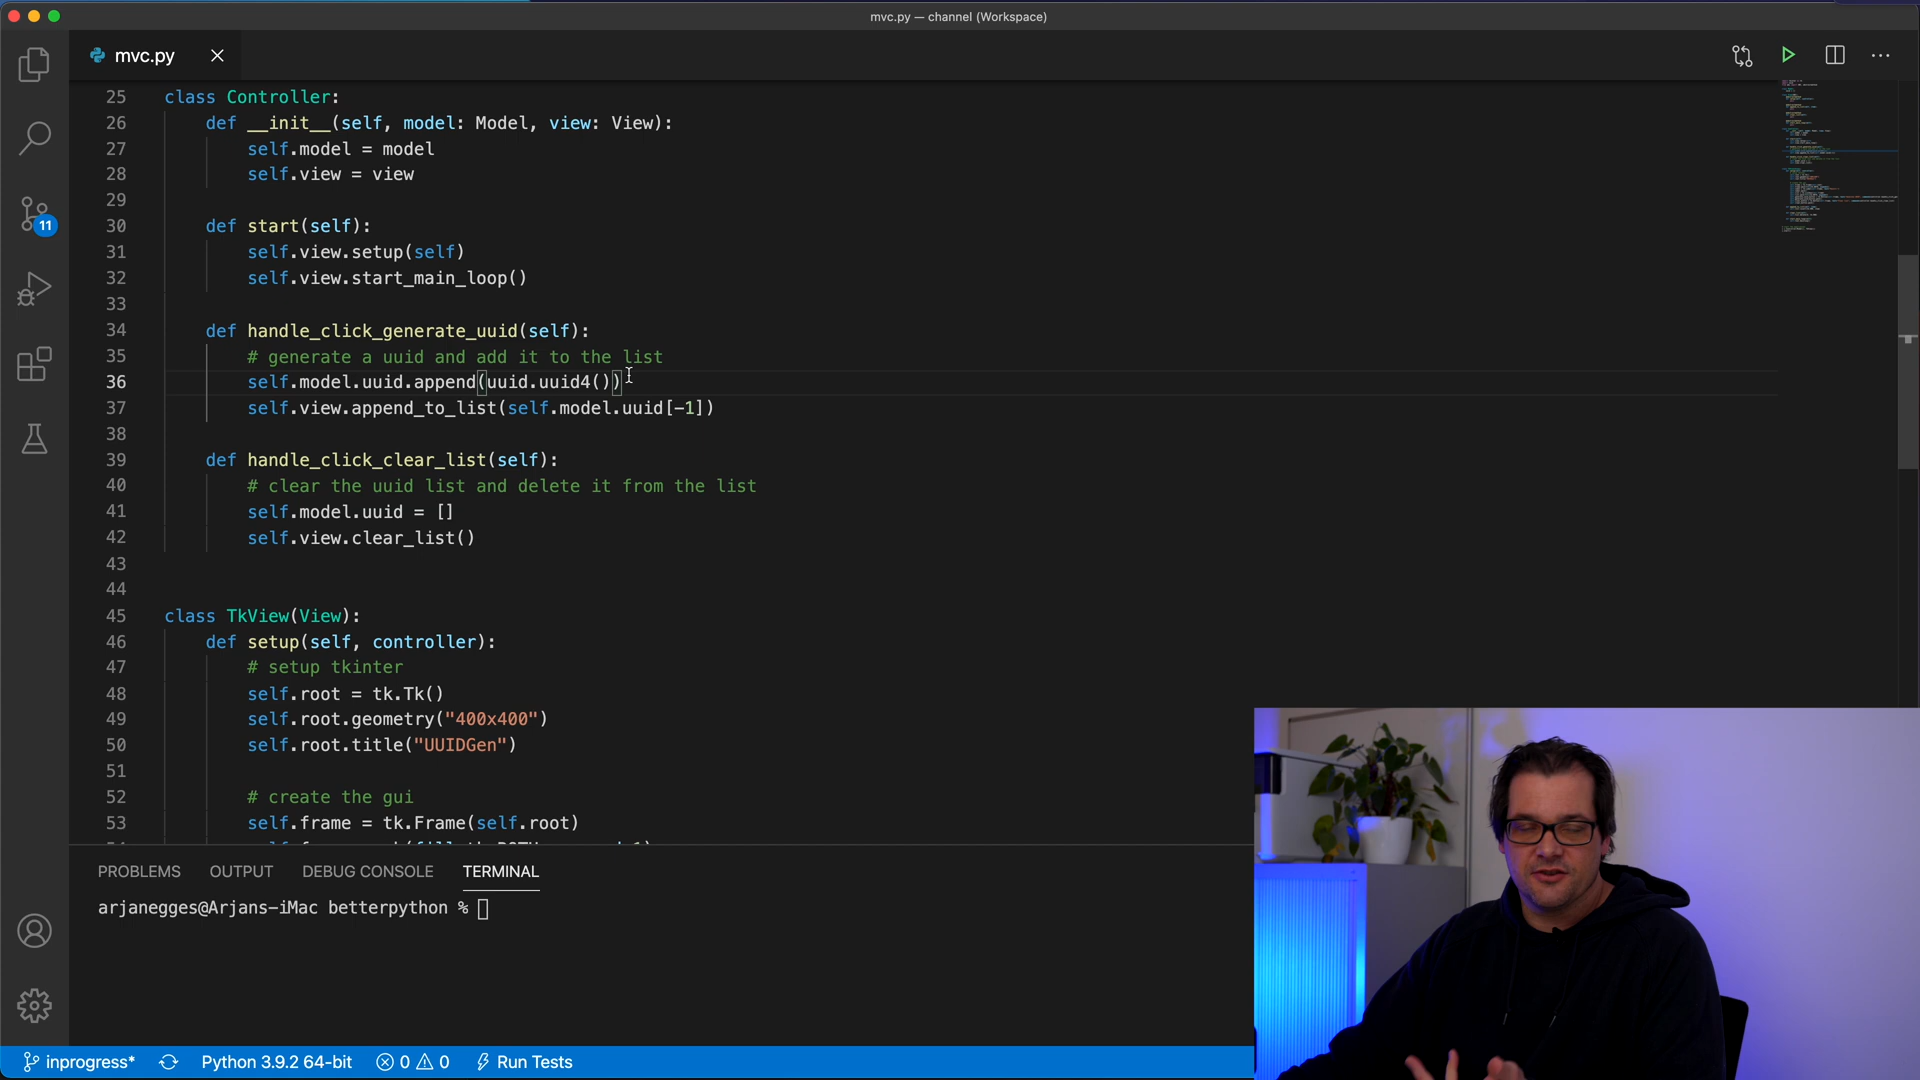 mvc.py — channel (Workspace)
mvc.py
25 class Controller:
26 def __init__(self, model: Model, view: View):
27 self.model = model
28 self.view = view
29
30 def start(self):
31 self.view.setup(self)
32 self.view.start_main_loop()
33
34 def handle_click_generate_uuid(self):
35 # generate a uuid and add it to the list
36 self.model.uuid.append(uuid.uuid4())
37 self.view.append_to_list(self.model.uuid[-1])
38
39 def handle_click_clear_list(self):
40 # clear the uuid list and delete it from the list
41 self.model.uuid = []
42 self.view.clear_list()
43
44
45 class TkView(View):
46 def setup(self, controller):
47 # setup tkinter
48 self.root = tk.Tk()
49 self.root.geometry("400x400")
50 self.root.title("UUIDGen")
51
52 # create the gui
53 self.frame = tk.Frame(self.root)
11
PROBLEMS OUTPUT DEBUG CONSOLE TERMINAL
arjanegges@Arjans-iMac betterpython %
inprogress* Python 3.9.2 64-bit 0 0 Run Tests